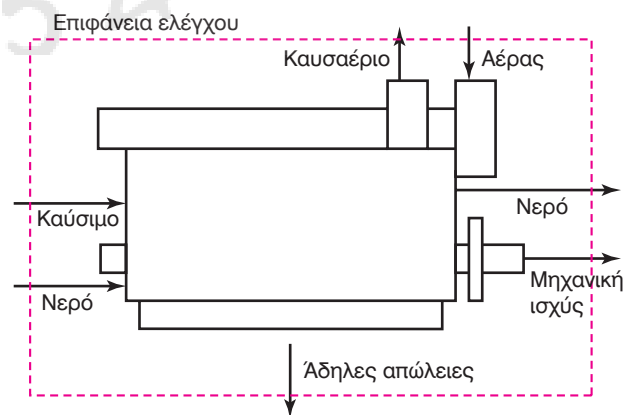 Επιφάνεια ελέγχου
Καυσαέριο
Αέρας
Καύσιμο
Νερό
Νερό
Μηχανική
ισχύς
Άδηλες απώλειες